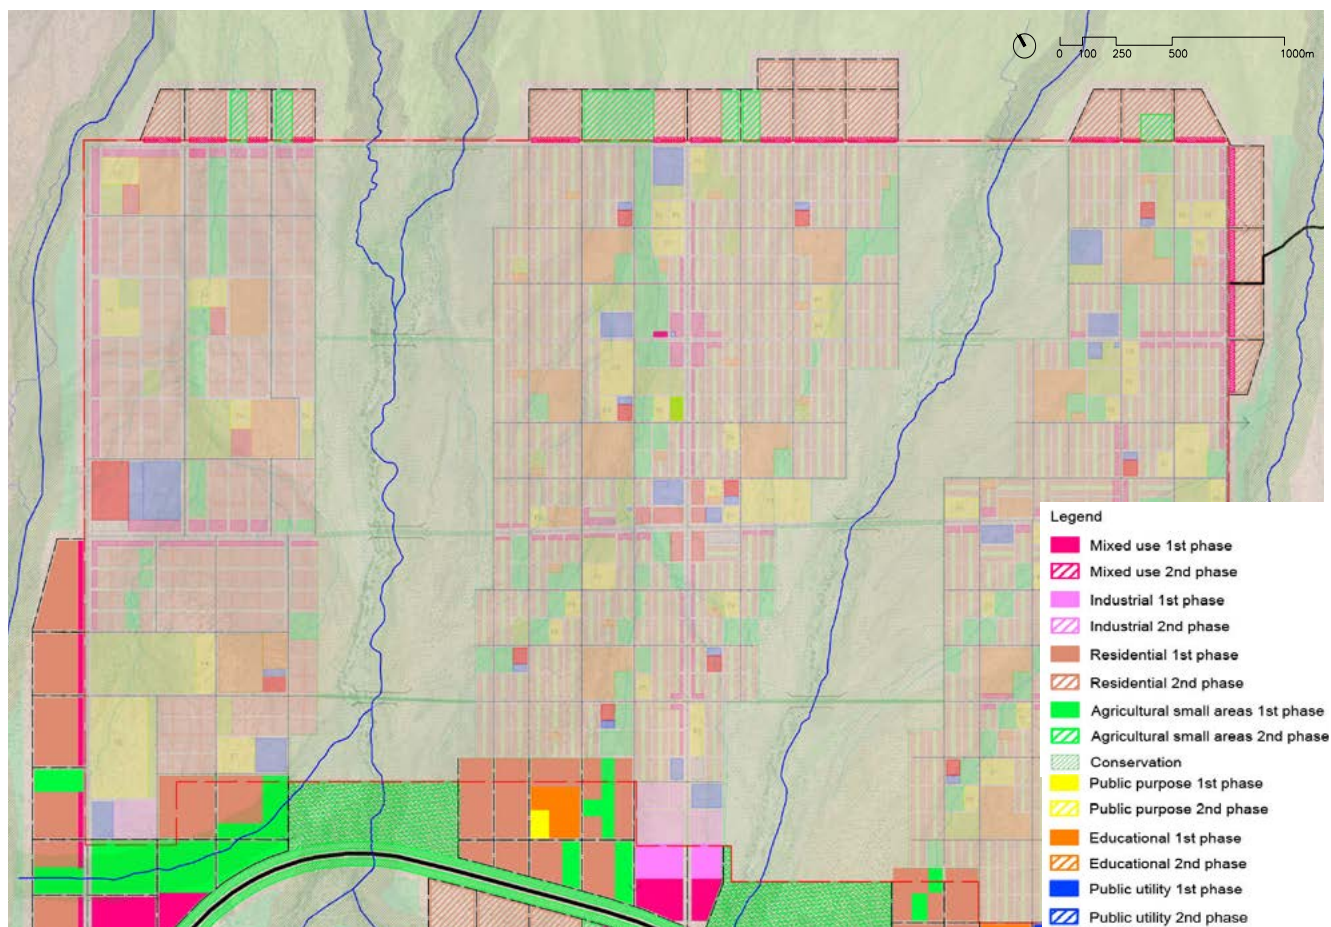 0 100 250 500 1000m
Legend
Mixed use 1st phase
Mixed use 2nd phase
Industrial 1st phase
Industrial 2nd phase
Residential 1st phase
Residential 2nd phase
Agricultural small areas 1st phase
Agricultural small areas 2nd phase
Conservation
Public purpose 1st phase
Public purpose 2nd phase
Educational 1st phase
Educational 2nd phase
Public utility 1st phase
Public utility 2nd phase